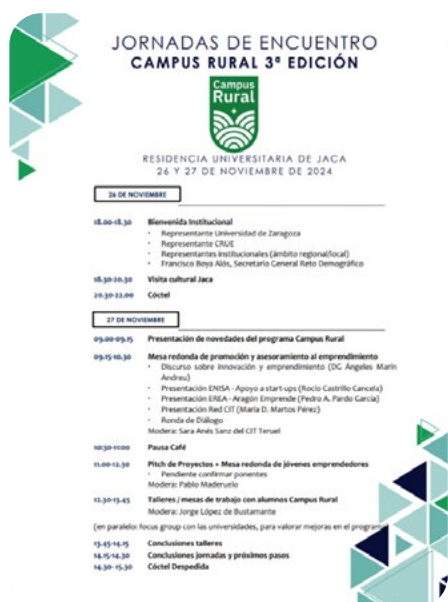 JORNADAS DE ENCUENTRO
CAMPUS RURAL 3ª EDICIÓN
Campus
Rural
RESIDENCIA UNIVERSITARIA DE JACA
26 Y 27 DE NOVIEMBRE DE 2024
26 DE NOVIEMBRE
18.00-18.30 Bienvenida Institucional
· Representante Universidad de Zaragoza
· Representante CRUE
· Representantes institucionales (ámbito regional/local)
· Francisco Boya Alós, Secretario General Reto Demográfico
18.30-20.30 Visita cultural Jaca
20.30-22.00 Cóctel
27 DE NOVIEMBRE
09.00-09.15 Presentación de novedades del programa Campus Rural
09.15-10.30 Mesa redonda de promoción y asesoramiento al emprendimiento
· Discurso sobre innovación y emprendimiento (DG Ángeles Marín
Andreu)
· Presentación ENISA - Apoyo a start-ups (Rocío Castrillo Cancela)
· Presentación EREA - Aragón Emprende (Pedro A. Pardo García)
· Presentación Red CIT (María D. Martos Pérez)
· Ronda de Diálogo
Modera: Sara Anés Sanz del CIT Teruel
10:30-11:00 Pausa Café
11.00-12.30 Pitch de Proyectos + Mesa redonda de jóvenes emprendedores
· Pendiente confirmar ponentes
Modera: Pablo Maderuelo
12.30-13.45 Talleres / mesas de trabajo con alumnos Campus Rural
Modera: Jorge López de Bustamante
(en paralelo: focus group con las universidades, para valorar mejoras en el programa)
13.45-14.15 Conclusiones talleres
14.15-14.30 Conclusiones jornadas y próximos pasos
14.30- 15.30 Cóctel Despedida